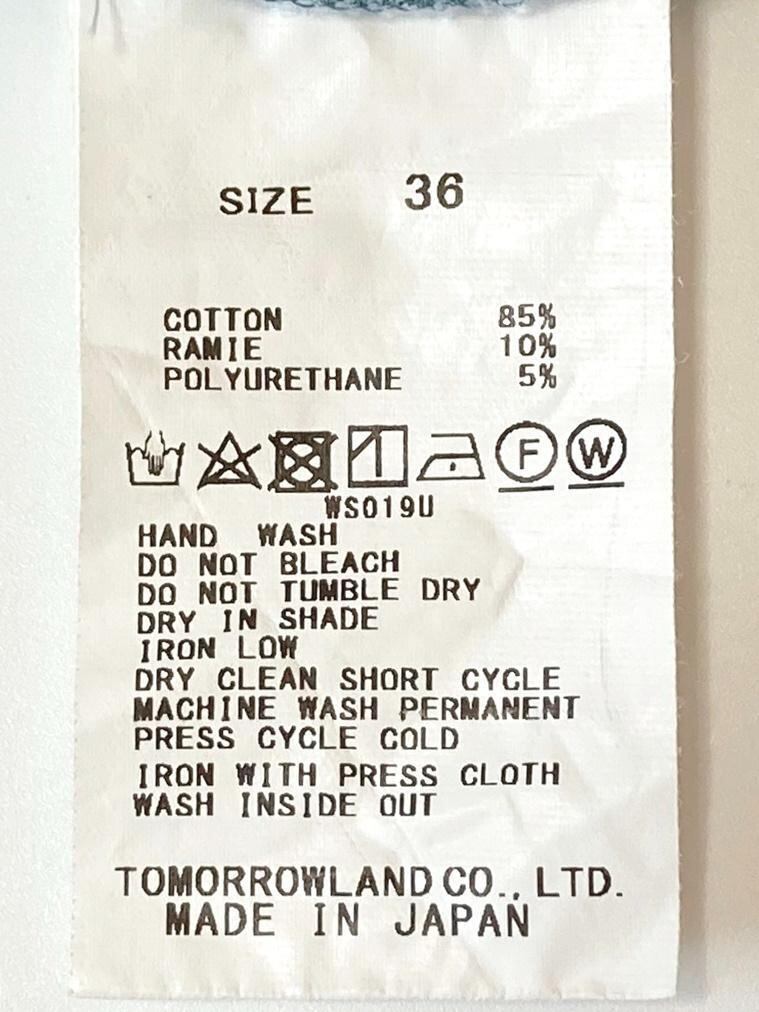 SIZE 36
COTTON 85%
RAMIE 10%
POLYURETHANE 5%
F W
WS019U
HAND WASH
DO NOT BLEACH
DO NOT TUMBLE DRY
DRY IN SHADE
IRON LOW
DRY CLEAN SHORT CYCLE
MACHINE WASH PERMANENT
PRESS CYCLE COLD
IRON WITH PRESS CLOTH
WASH INSIDE OUT
TOMORROWLAND CO., LTD.
MADE IN JAPAN